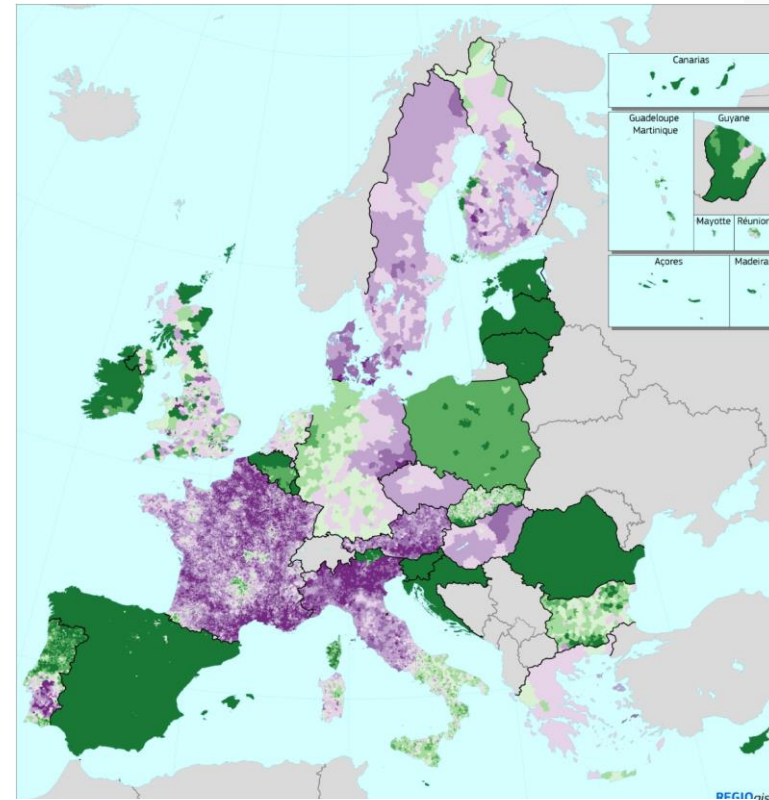 Canarias
Guadeloupe
Martinique
Guyane
Mayotte
Réunion
Açores
Madeira
REGIOgis